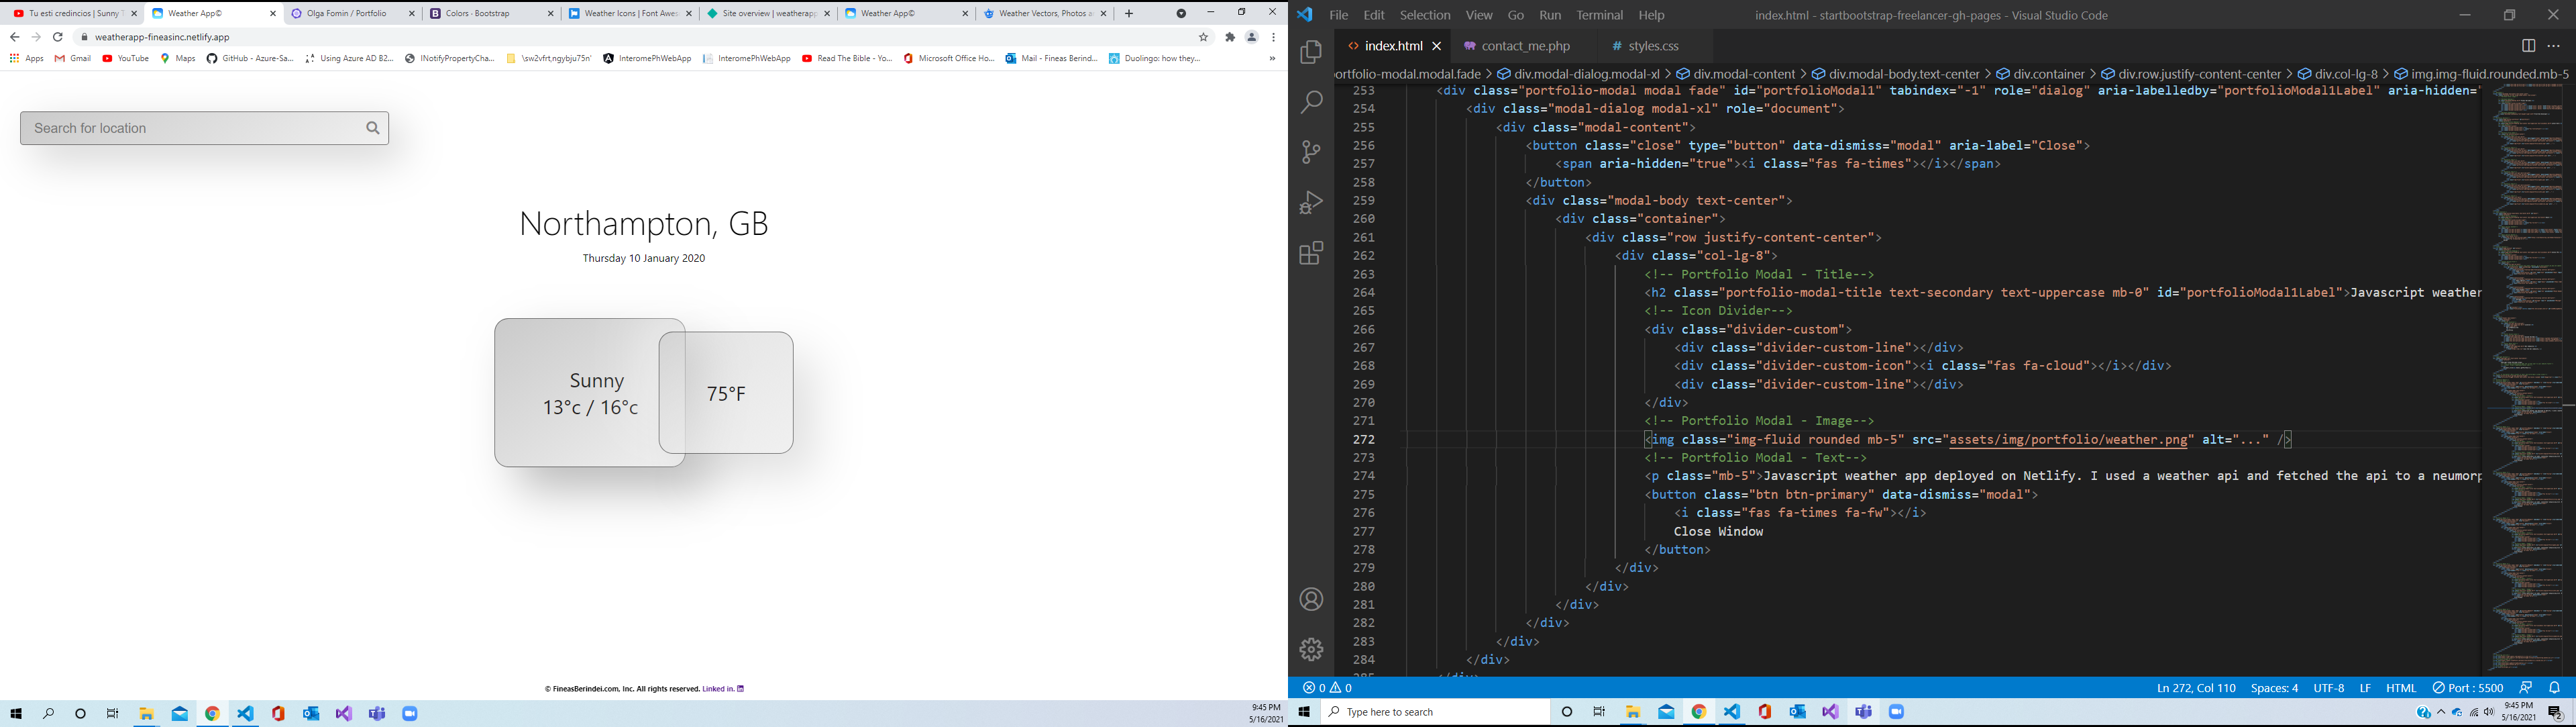 Tu esti credincios | Sunny T
Weather App©
Olga Fomin / Portfolio
Colors · Bootstrap
Weather Icons | Font Awes
Site overview | weatherapp
Weather App©
Weather Vectors, Photos a
weatherapp-fineasinc.netlify.app
Apps
Gmail
YouTube
Maps
GitHub - Azure-Sa...
Using Azure AD B2...
INotifyPropertyCha...
\sw2vfrt,ngybju75n'
InteromePhWebApp
InteromePhWebApp
Read The Bible - Yo...
Microsoft Office Ho...
Mail - Fineas Berind...
Duolingo: how they...
Search for location
Northampton, GB
Thursday 10 January 2020
Sunny
13°c / 16°c
75°F
© FineasBerindei.com, Inc. All rights reserved. Linked in.
9:45 PM
5/16/2021
File Edit Selection View Go Run Terminal Help
index.html - startbootstrap-freelancer-gh-pages - Visual Studio Code
index.html
contact_me.php
styles.css
ortfolio-modal.modal.fade > div.modal-dialog.modal-xl > div.modal-content > div.modal-body.text-center > div.container > div.row.justify-content-center > div.col-lg-8 > img.img-fluid.rounded.mb-5
253 <div class="portfolio-modal modal fade" id="portfolioModal1" tabindex="-1" role="dialog" aria-labelledby="portfolioModal1Label" aria-hidden="
254 <div class="modal-dialog modal-xl" role="document">
255 <div class="modal-content">
256 <button class="close" type="button" data-dismiss="modal" aria-label="Close">
257 <span aria-hidden="true"><i class="fas fa-times"></i></span>
258 </button>
259 <div class="modal-body text-center">
260 <div class="container">
261 <div class="row justify-content-center">
262 <div class="col-lg-8">
263 <!-- Portfolio Modal - Title-->
264 <h2 class="portfolio-modal-title text-secondary text-uppercase mb-0" id="portfolioModal1Label">Javascript weather
265 <!-- Icon Divider-->
266 <div class="divider-custom">
267 <div class="divider-custom-line"></div>
268 <div class="divider-custom-icon"><i class="fas fa-cloud"></i></div>
269 <div class="divider-custom-line"></div>
270 </div>
271 <!-- Portfolio Modal - Image-->
272 <img class="img-fluid rounded mb-5" src="assets/img/portfolio/weather.png" alt="..." />
273 <!-- Portfolio Modal - Text-->
274 <p class="mb-5">Javascript weather app deployed on Netlify. I used a weather api and fetched the api to a neumorp
275 <button class="btn btn-primary" data-dismiss="modal">
276 <i class="fas fa-times fa-fw"></i>
277 Close Window
278 </button>
279 </div>
280 </div>
281 </div>
282 </div>
283 </div>
284 </div>
0 0
Ln 272, Col 110 Spaces: 4 UTF-8 LF HTML Port : 5500
Type here to search
9:45 PM
5/16/2021
2